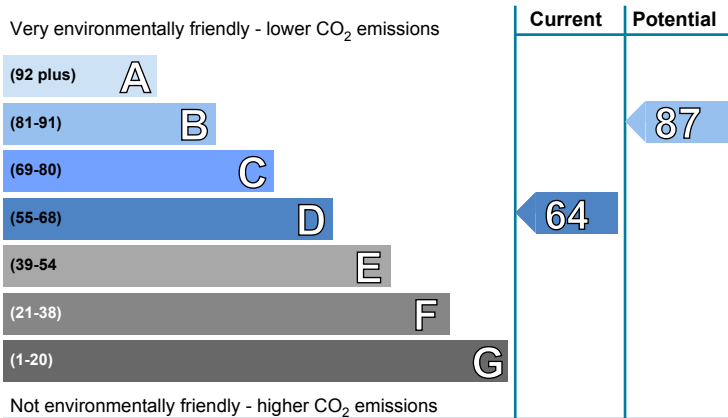 Very environmentally friendly - lower CO2 emissions
Current
Potential
(92 plus) A
(81-91) B
87
(69-80) C
(55-68) D
64
(39-54 E
(21-38) F
(1-20) G
Not environmentally friendly - higher CO2 emissions